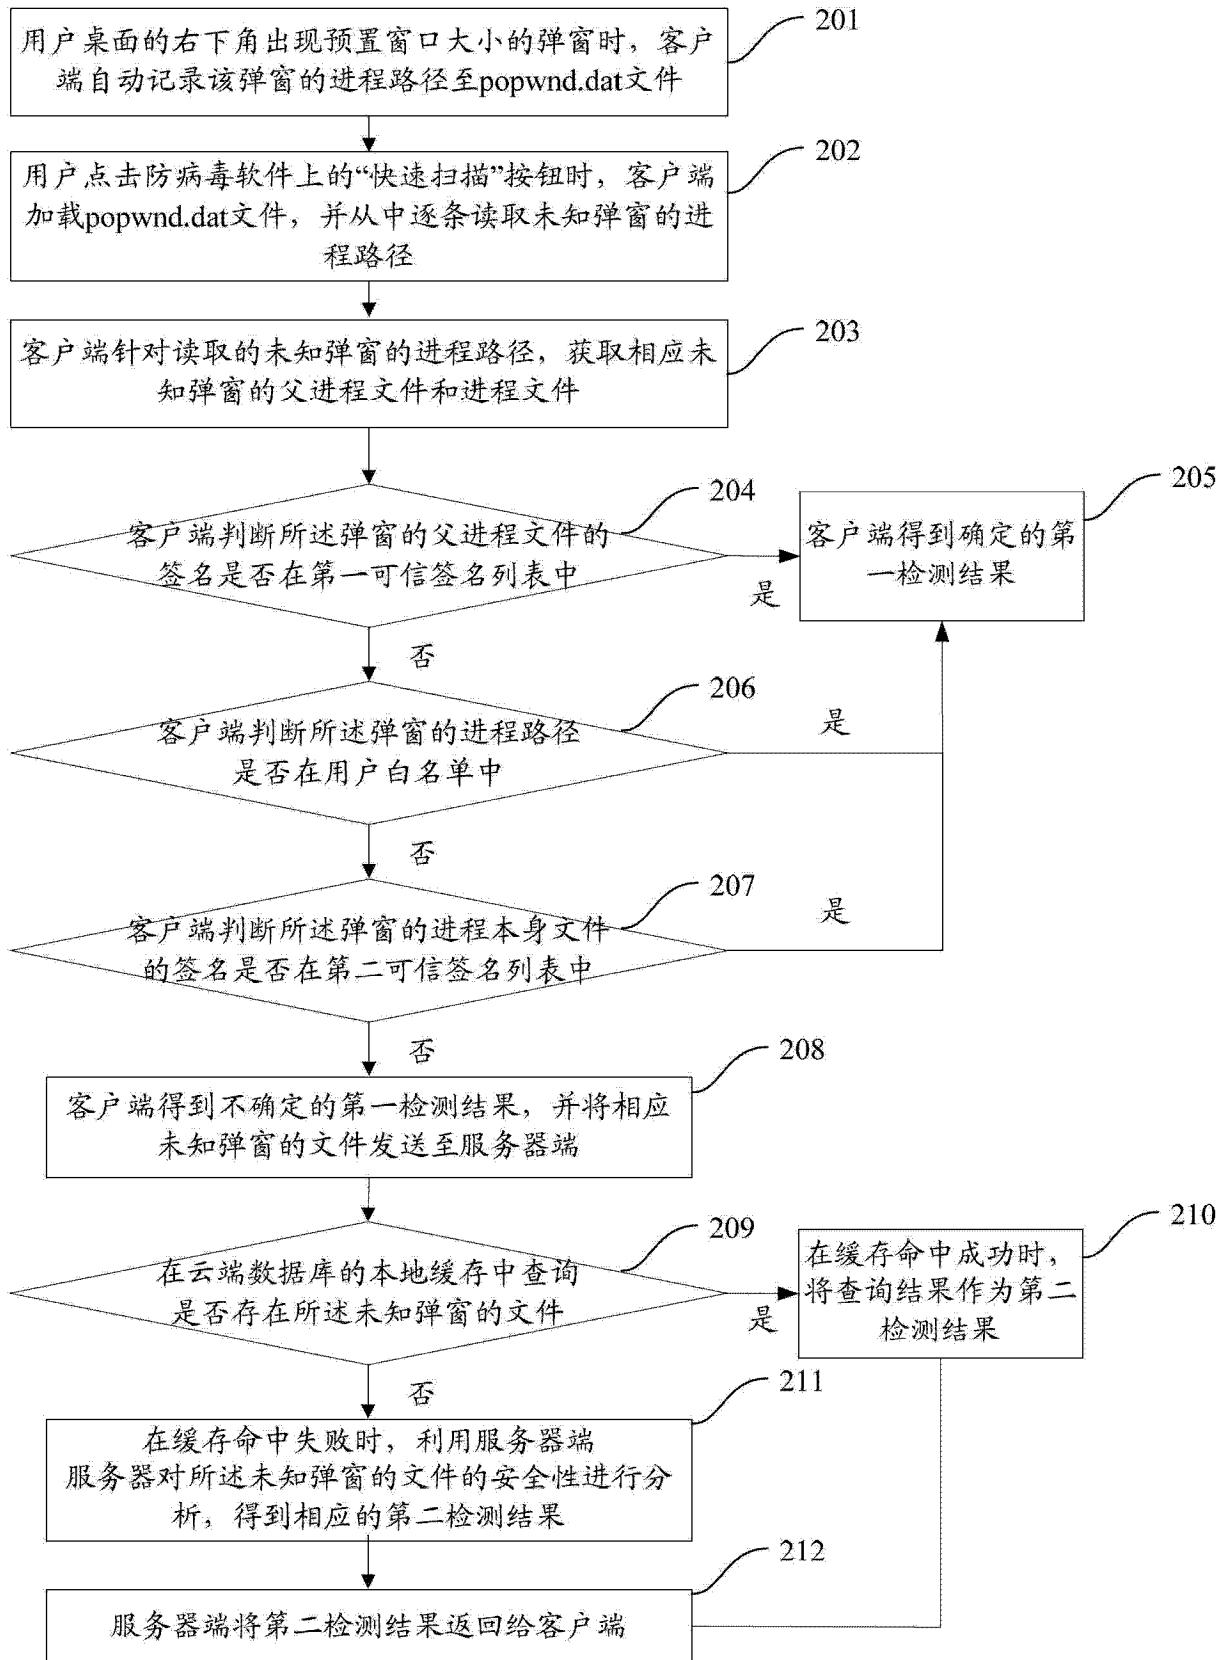 用户桌面的右下角出现预置窗口大小的弹窗时，客户
端自动记录该弹窗的进程路径至popwnd.dat文件
201
用户点击防病毒软件上的“快速扫描”按钮时，客户端
加载popwnd.dat文件，并从中逐条读取未知弹窗的进
程路径
202
客户端针对读取的未知弹窗的进程路径，获取相应未
知弹窗的父进程文件和进程文件
203
客户端判断所述弹窗的父进程文件的
签名是否在第一可信签名列表中
204
是
客户端得到确定的第
一检测结果
205
否
客户端判断所述弹窗的进程路径
是否在用户白名单中
206
是
否
客户端判断所述弹窗的进程本身文件
的签名是否在第二可信签名列表中
207
是
否
客户端得到不确定的第一检测结果，并将相应
未知弹窗的文件发送至服务器端
208
在云端数据库的本地缓存中查询
是否存在所述未知弹窗的文件
209
是
在缓存命中成功时，
将查询结果作为第二
检测结果
210
否
在缓存命中失败时，利用服务器端
服务器对所述未知弹窗的文件的安全性进行分
析，得到相应的第二检测结果
211
服务器端将第二检测结果返回给客户端
212